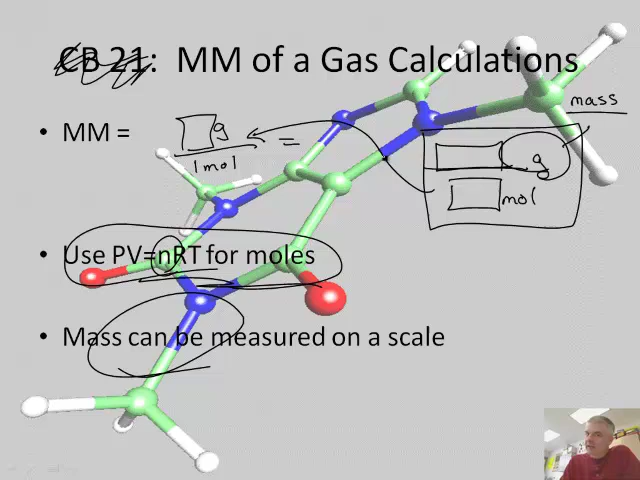 CB 21: MM of a Gas Calculations
mass
• MM = g = g
1 mol mol
• Use PV=nRT for moles
• Mass can be measured on a scale